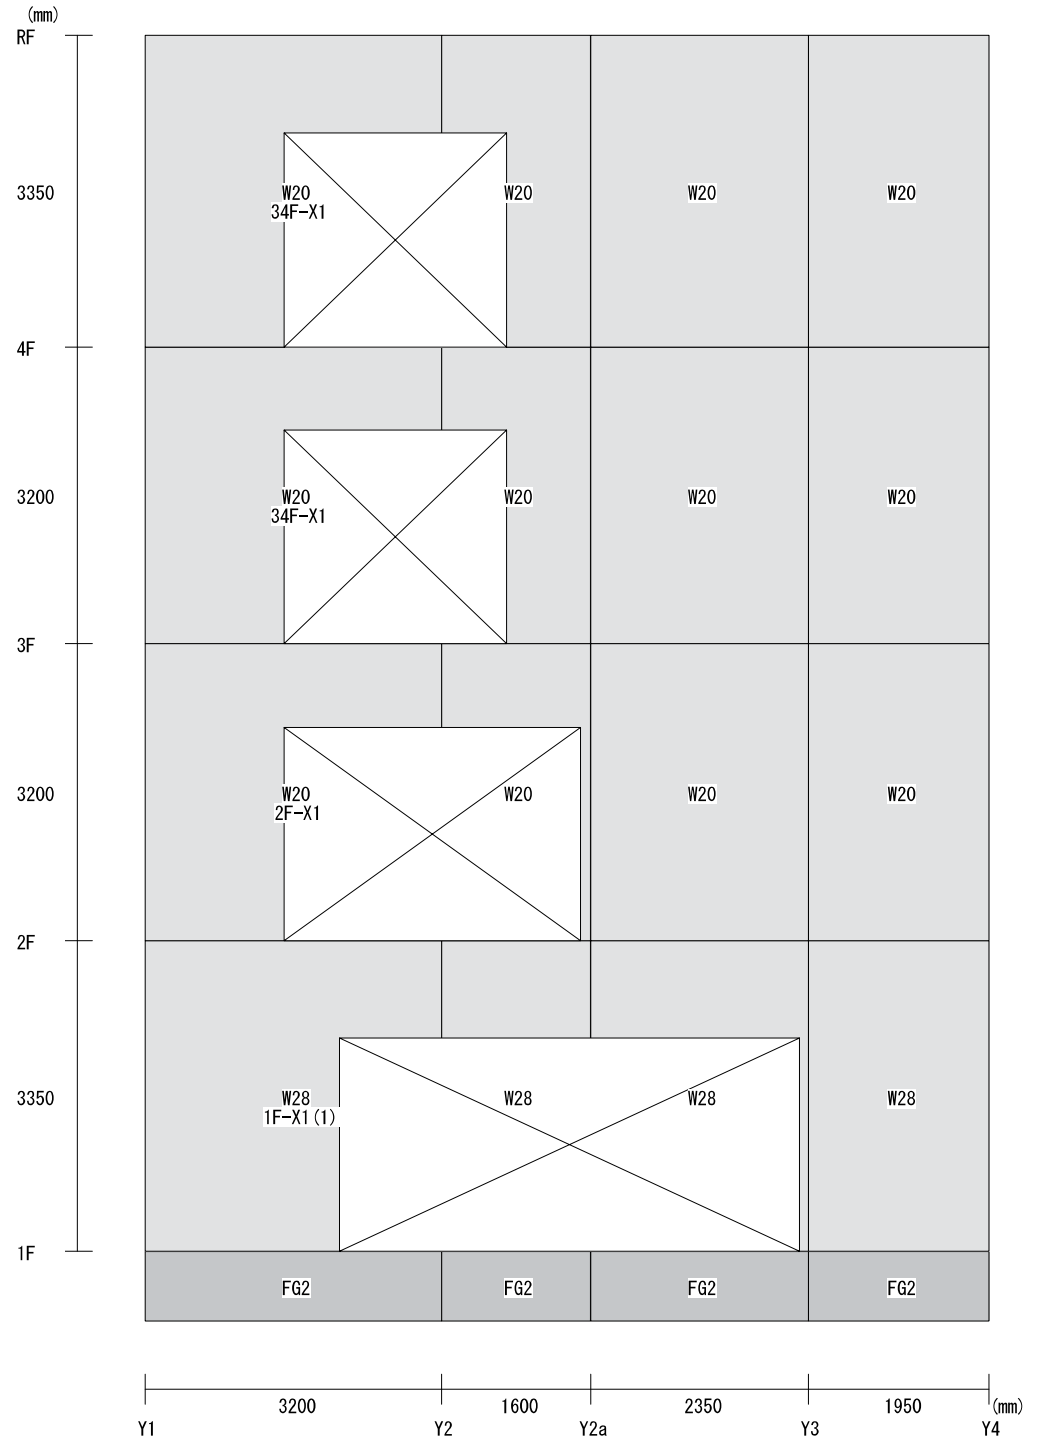 (mm)
RF
3350 W20 W20 W20 W20
34F-X1
4F
3200 W20 W20 W20 W20
34F-X1
3F
3200 W20 W20 W20 W20
2F-X1
2F
3350 W28 W28 W28 W28
1F-X1(1)
1F
FG2 FG2 FG2 FG2
3200 1600 2350 1950 (mm)
Y1 Y2 Y2a Y3 Y4